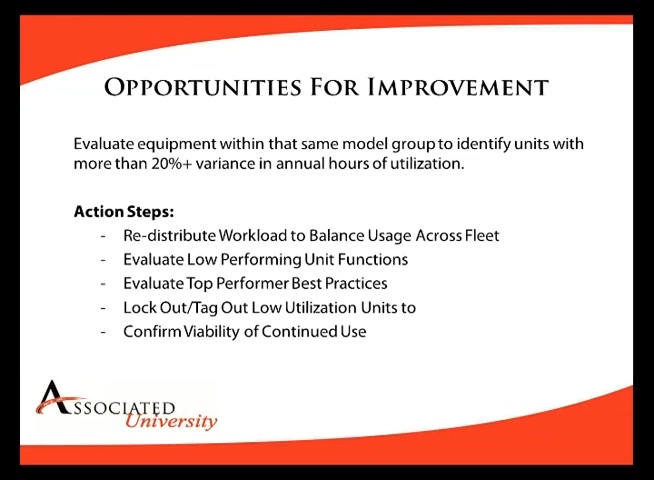 OPPORTUNITIES FOR IMPROVEMENT
Evaluate equipment within that same model group to identify units with
more than 20%+ variance in annual hours of utilization.
Action Steps:
- Re-distribute Workload to Balance Usage Across Fleet
- Evaluate Low Performing Unit Functions
- Evaluate Top Performer Best Practices
- Lock Out/Tag Out Low Utilization Units to
- Confirm Viability of Continued Use
ASSOCIATED
University